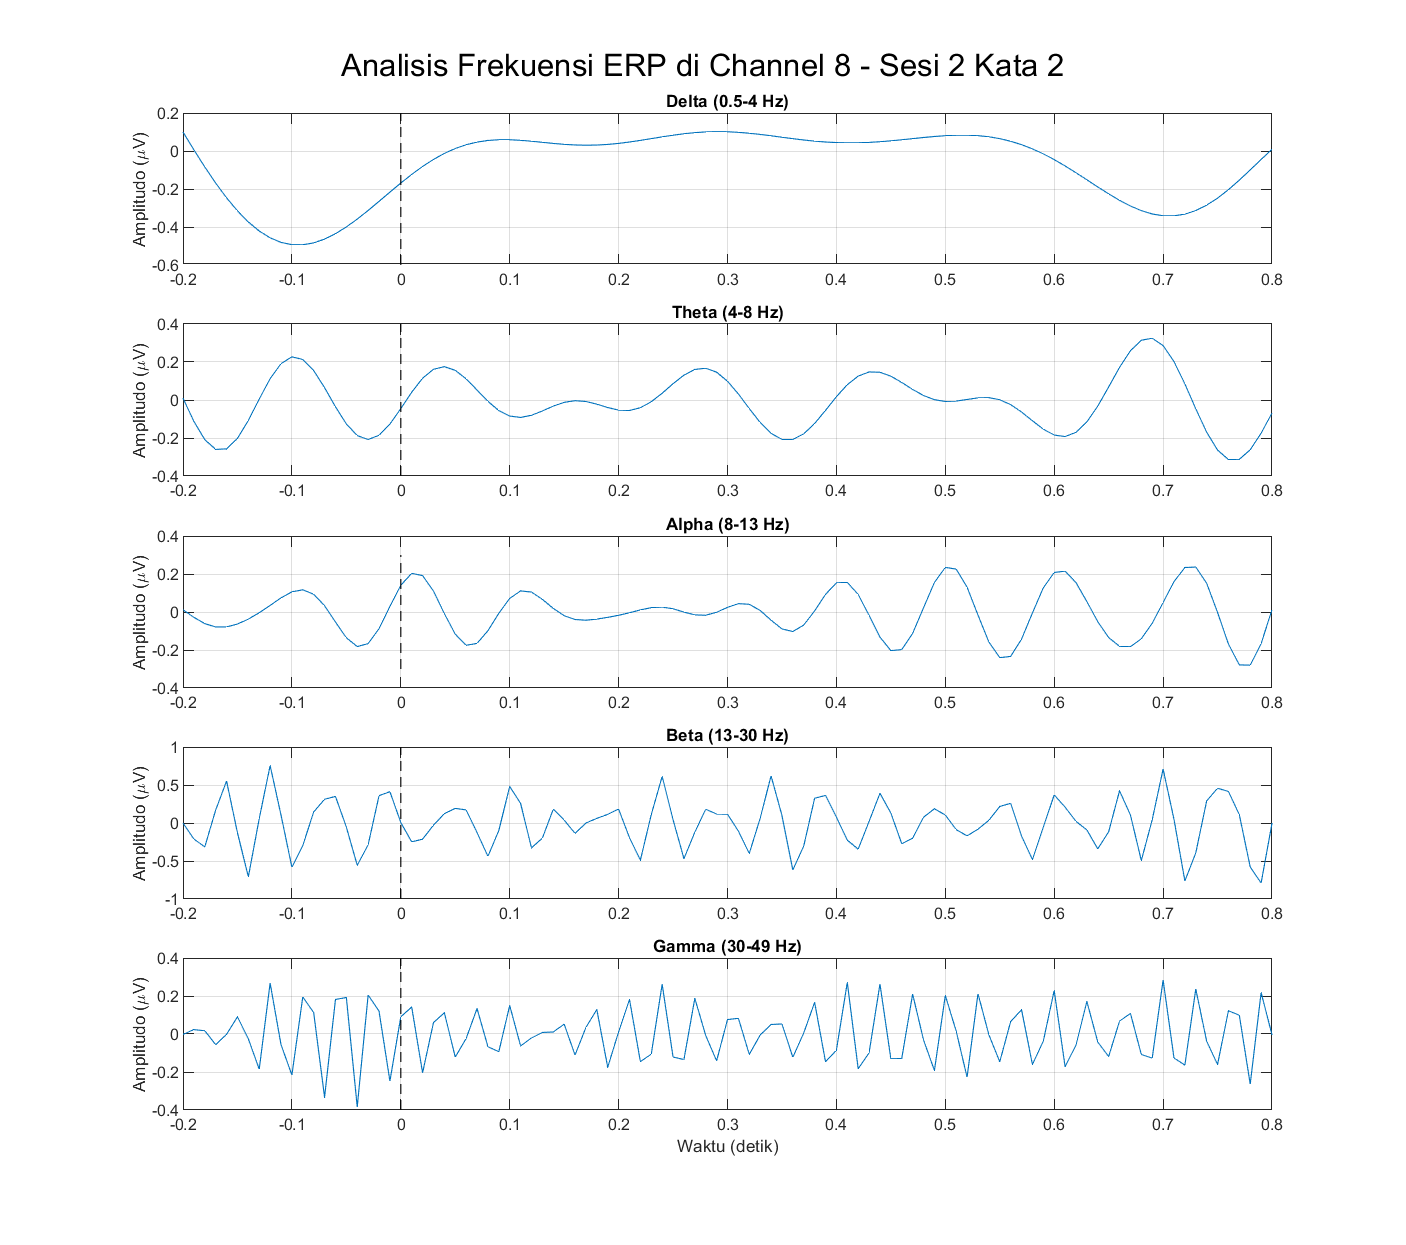 Analisis Frekuensi ERP di Channel 8 - Sesi 2 Kata 2
Delta (0.5-4 Hz)
Amplitudo (μV)
0.2
0
-0.2
-0.4
-0.6
-0.2 -0.1 0 0.1 0.2 0.3 0.4 0.5 0.6 0.7 0.8
Theta (4-8 Hz)
Amplitudo (μV)
0.4
0.2
0
-0.2
-0.4
-0.2 -0.1 0 0.1 0.2 0.3 0.4 0.5 0.6 0.7 0.8
Alpha (8-13 Hz)
Amplitudo (μV)
0.4
0.2
0
-0.2
-0.4
-0.2 -0.1 0 0.1 0.2 0.3 0.4 0.5 0.6 0.7 0.8
Beta (13-30 Hz)
Amplitudo (μV)
1
0.5
0
-0.5
-1
-0.2 -0.1 0 0.1 0.2 0.3 0.4 0.5 0.6 0.7 0.8
Gamma (30-49 Hz)
Amplitudo (μV)
0.4
0.2
0
-0.2
-0.4
-0.2 -0.1 0 0.1 0.2 0.3 0.4 0.5 0.6 0.7 0.8
Waktu (detik)